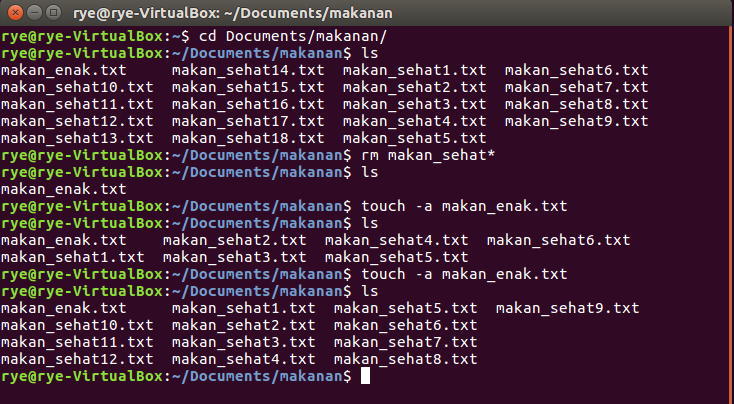 rye@rye-VirtualBox: ~/Documents/makanan
rye@rye-VirtualBox:~$ cd Documents/makanan/
rye@rye-VirtualBox:~/Documents/makanan$ ls
makan_enak.txt     makan_sehat14.txt  makan_sehat1.txt  makan_sehat6.txt
makan_sehat10.txt  makan_sehat15.txt  makan_sehat2.txt  makan_sehat7.txt
makan_sehat11.txt  makan_sehat16.txt  makan_sehat3.txt  makan_sehat8.txt
makan_sehat12.txt  makan_sehat17.txt  makan_sehat4.txt  makan_sehat9.txt
makan_sehat13.txt  makan_sehat18.txt  makan_sehat5.txt
rye@rye-VirtualBox:~/Documents/makanan$ rm makan_sehat*
rye@rye-VirtualBox:~/Documents/makanan$ ls
makan_enak.txt
rye@rye-VirtualBox:~/Documents/makanan$ touch -a makan_enak.txt
rye@rye-VirtualBox:~/Documents/makanan$ ls
makan_enak.txt    makan_sehat2.txt  makan_sehat4.txt  makan_sehat6.txt
makan_sehat1.txt  makan_sehat3.txt  makan_sehat5.txt
rye@rye-VirtualBox:~/Documents/makanan$ touch -a makan_enak.txt
rye@rye-VirtualBox:~/Documents/makanan$ ls
makan_enak.txt     makan_sehat1.txt  makan_sehat5.txt  makan_sehat9.txt
makan_sehat10.txt  makan_sehat2.txt  makan_sehat6.txt
makan_sehat11.txt  makan_sehat3.txt  makan_sehat7.txt
makan_sehat12.txt  makan_sehat4.txt  makan_sehat8.txt
rye@rye-VirtualBox:~/Documents/makanan$